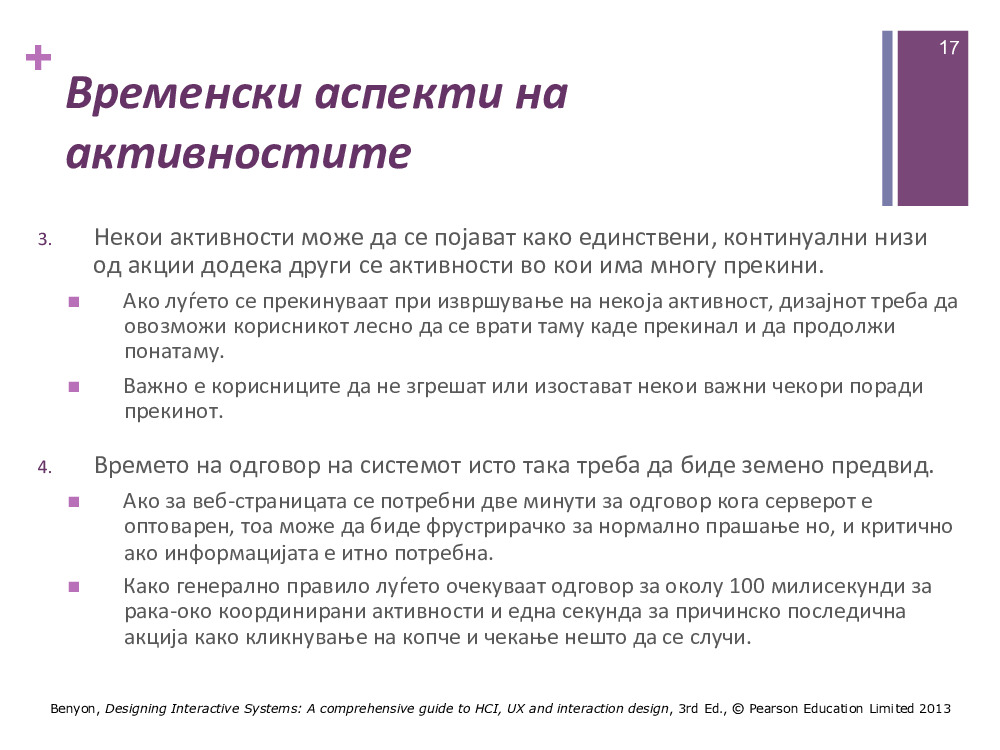 17
+
Временски аспекти на
активностите
3. Некои активности може да се појават како единствени, континуални низи
од акции додека други се активности во кои има многу прекини.
Ако луѓето се прекинуваат при извршување на некоја активност, дизајнот треба да
овозможи корисникот лесно да се врати таму каде прекинал и да продолжи
понатаму.
Важно е корисниците да не згрешат или изостават некои важни чекори поради
прекинот.
4. Времето на одговор на системот исто така треба да биде земено предвид.
Ако за веб-страницата се потребни две минути за одговор кога серверот е
оптоварен, тоа може да биде фрустрирачко за нормално прашање но, и критично
ако информацијата е итно потребна.
Како генерално правило луѓето очекуваат одговор за околу 100 милисекунди за
рака-око координирани активности и една секунда за причинско последична
акција како кликнување на копче и чекање нешто да се случи.
Benyon, Designing Interactive Systems: A comprehensive guide to HCI, UX and interaction design, 3rd Ed., © Pearson Education Limited 2013